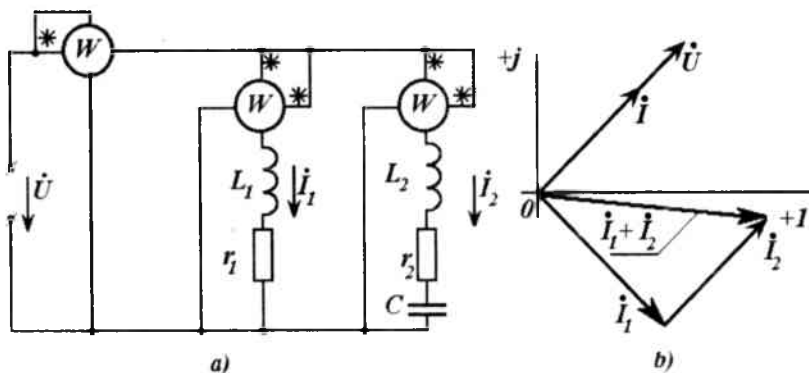 * W
* W *
* W *
U̇
L₁
İ₁
r₁
L₂
İ₂
r₂
C
a)
+j
U̇
İ
0
+1
İ₁ + İ₂
İ₂
İ₁
b)